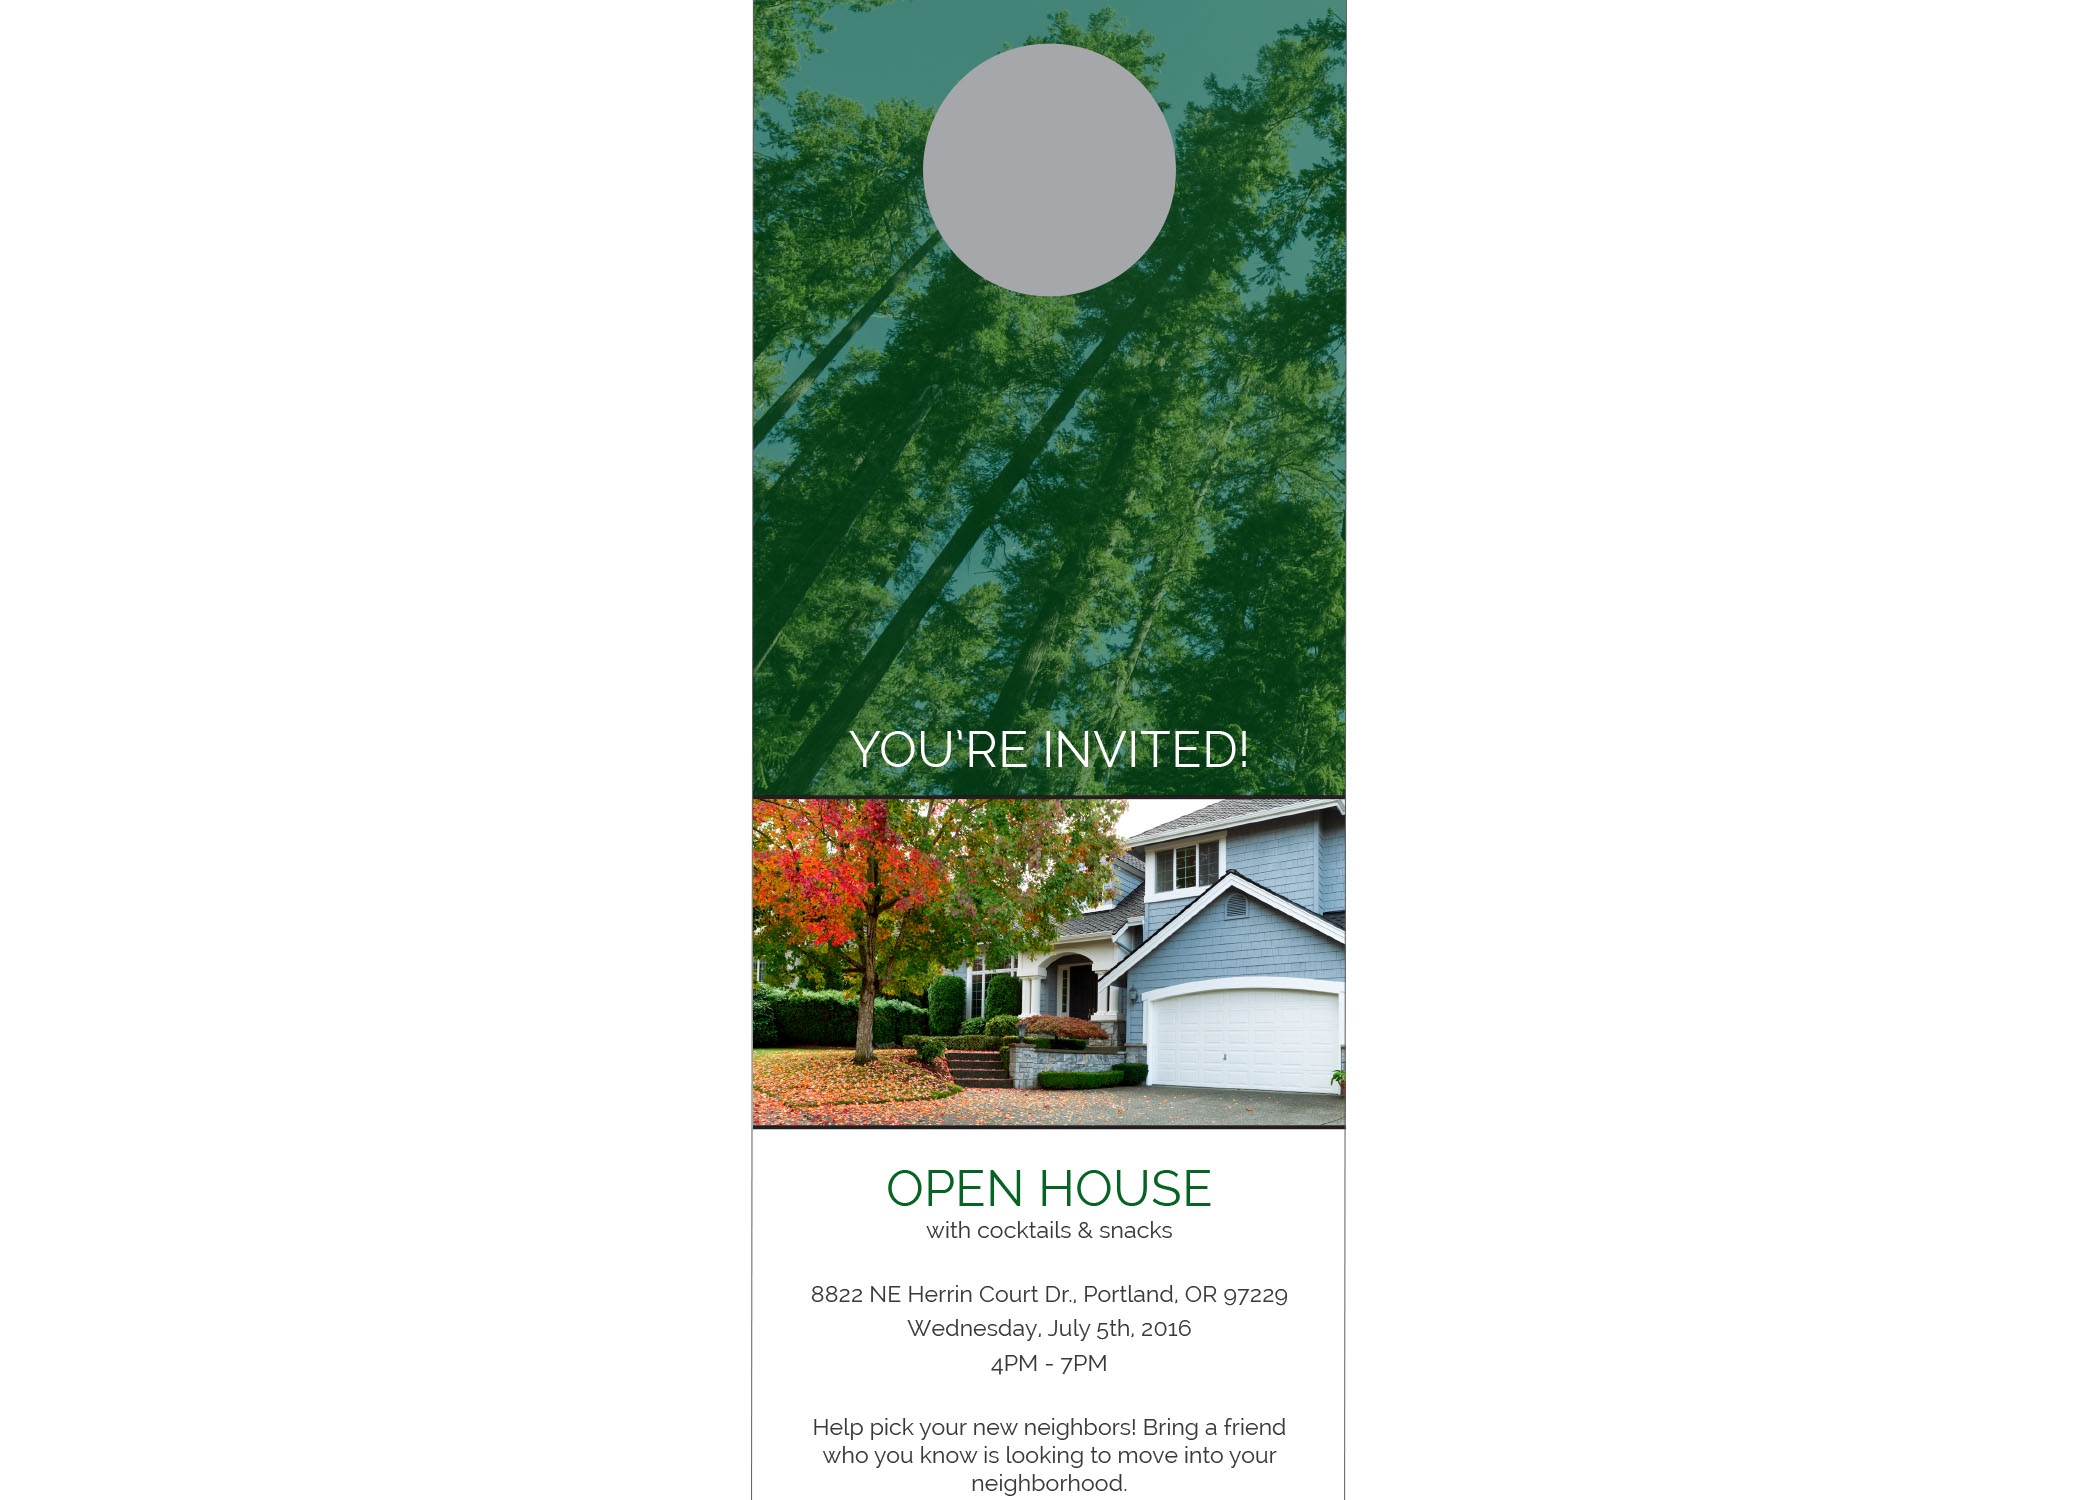 YOU'RE INVITED!
OPEN HOUSE
with cocktails & snacks
8822 NE Herrin Court Dr., Portland, OR 97229
Wednesday, July 5th, 2016
4PM - 7PM
Help pick your new neighbors! Bring a friend
who you know is looking to move into your
neighborhood.